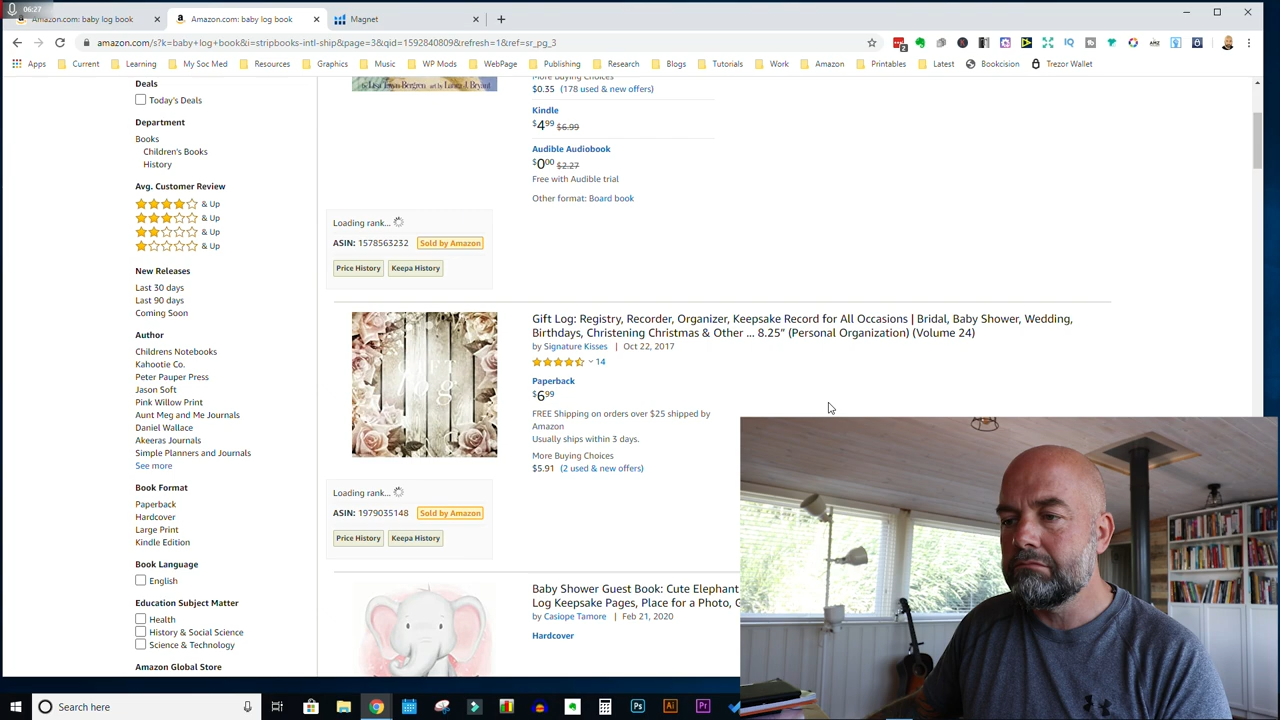 06:27
Amazon.com: baby log book
Amazon.com: baby log book
Magnet
amazon.com/s?k=baby+log+book&i=stripbooks-intl-ship&page=3&qid=1592840809&refresh=1&ref=sr_pg_3
Apps
Current
Learning
My Soc Med
Resources
Graphics
Music
WP Mods
WebPage
Publishing
Research
Blogs
Tutorials
Work
Amazon
Printables
Latest
Bookcision
Trezor Wallet
Deals
Today's Deals
Department
Books
Children's Books
History
Avg. Customer Review
& Up
& Up
& Up
& Up
New Releases
Last 30 days
Last 90 days
Coming Soon
Author
Childrens Notebooks
Kahootie Co.
Peter Pauper Press
Jason Soft
Pink Willow Print
Aunt Meg and Me Journals
Daniel Wallace
Akeeras Journals
Simple Planners and Journals
See more
Book Format
Paperback
Hardcover
Large Print
Kindle Edition
Book Language
English
Education Subject Matter
Health
History & Social Science
Science & Technology
Amazon Global Store
by Lisa Tawn Bergren art by Laura J. Bryant
More Buying Choices
$0.35 (178 used & new offers)
Kindle
$4.99 $6.99
Audible Audiobook
$0.00 $2.27
Free with Audible trial
Other format: Board book
Loading rank...
ASIN: 1578563232 Sold by Amazon
Price History Keepa History
Gift Log: Registry, Recorder, Organizer, Keepsake Record for All Occasions | Bridal, Baby Shower, Wedding,
Birthdays, Christening Christmas & Other ... 8.25" (Personal Organization) (Volume 24)
by Signature Kisses | Oct 22, 2017
14
Paperback
$6.99
FREE Shipping on orders over $25 shipped by
Amazon
Usually ships within 3 days.
More Buying Choices
$5.91 (2 used & new offers)
Loading rank...
ASIN: 1979035148 Sold by Amazon
Price History Keepa History
Baby Shower Guest Book: Cute Elephant
Log Keepsake Pages, Place for a Photo,
by Casiope Tamore | Feb 21, 2020
Hardcover
Search here